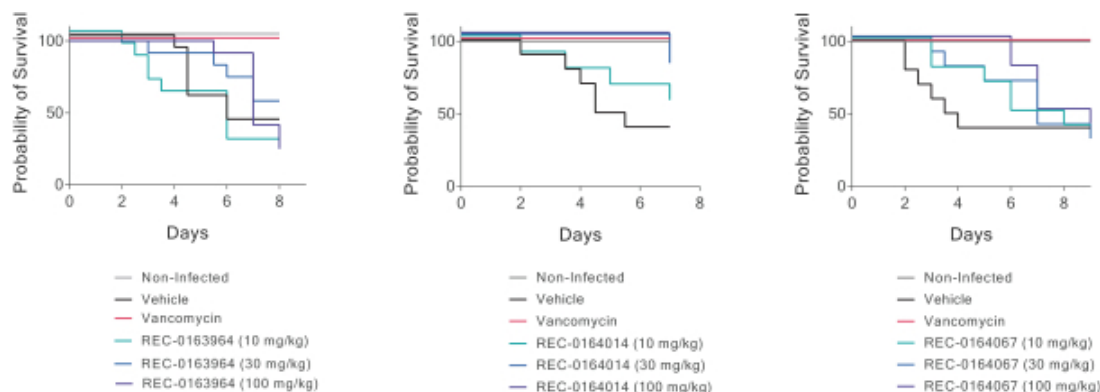 Probability of Survival
100
50
0
0 2 4 6 8
Days
Non-Infected
Vehicle
Vancomycin
REC-0163964 (10 mg/kg)
REC-0163964 (30 mg/kg)
REC-0163964 (100 mg/kg)
Probability of Survival
100
50
0
0 2 4 6 8
Days
Non-Infected
Vehicle
Vancomycin
REC-0164014 (10 mg/kg)
REC-0164014 (30 mg/kg)
REC-0164014 (100 mg/kg)
Probability of Survival
100
50
0
0 2 4 6 8
Days
Non-Infected
Vehicle
Vancomycin
REC-0164067 (10 mg/kg)
REC-0164067 (30 mg/kg)
REC-0164067 (100 mg/kg)